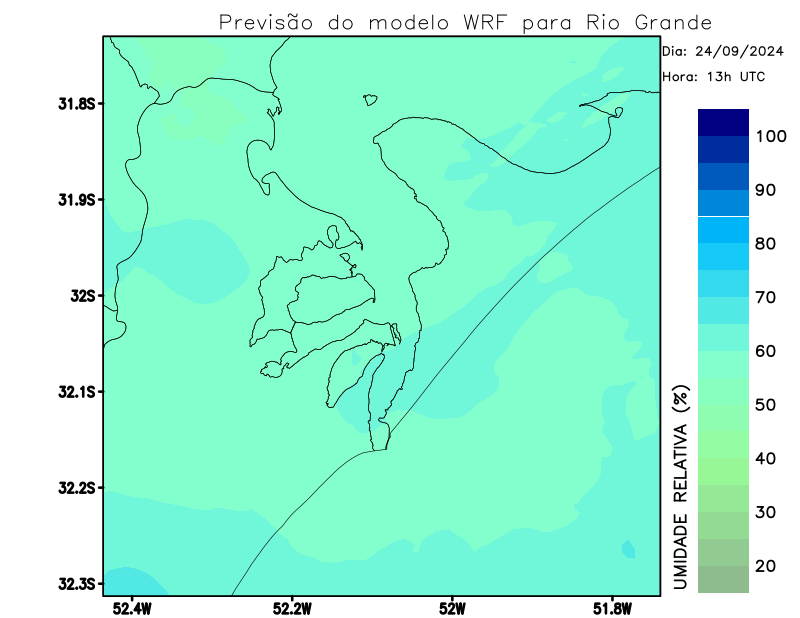 Previsão do modelo WRF para Rio Grande
Dia: 24/09/2024
Hora: 13h UTC
31.8S
31.9S
32S
32.1S
32.2S
32.3S
52.4W
52.2W
52W
51.8W
100
90
80
70
60
50
40
30
20
UMIDADE RELATIVA (%)